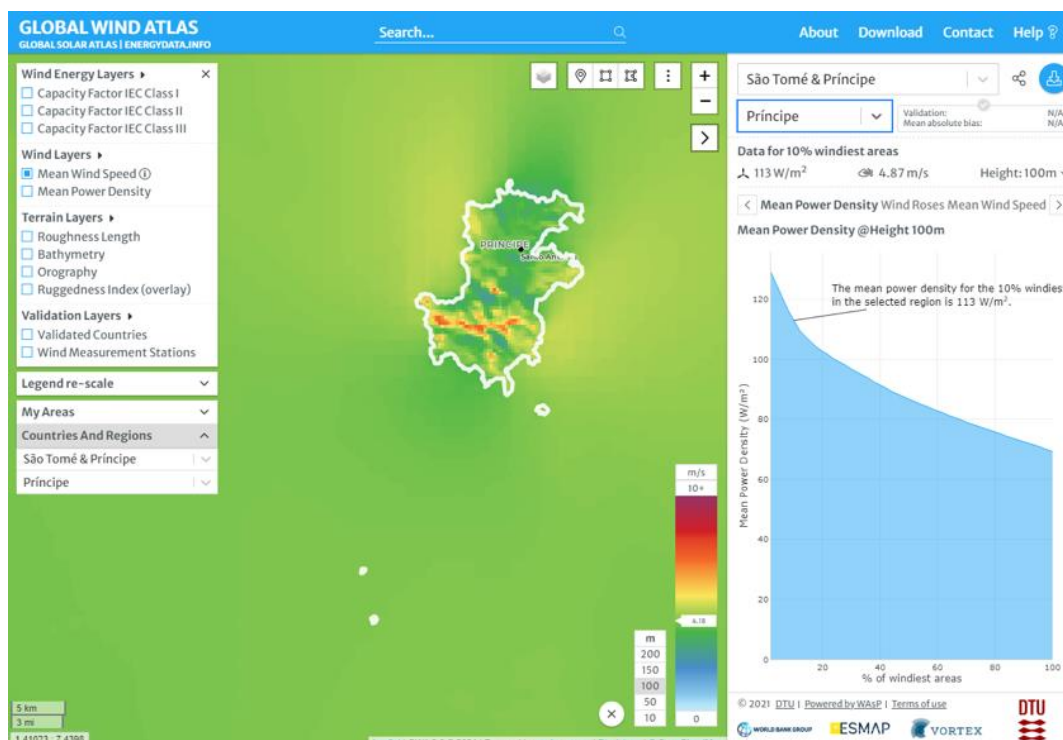 GLOBAL WIND ATLAS
GLOBAL SOLAR ATLAS | ENERGYDATA.INFO
Search...
About Download Contact Help
Wind Energy Layers
Capacity Factor IEC Class I
Capacity Factor IEC Class II
Capacity Factor IEC Class III
Wind Layers
Mean Wind Speed
Mean Power Density
Terrain Layers
Roughness Length
Bathymetry
Orography
Ruggedness Index (overlay)
Validation Layers
Validated Countries
Wind Measurement Stations
Legend re-scale
My Areas
Countries And Regions
São Tomé & Príncipe
Príncipe
5 km
3 mi
PRÍNCIPE
+
−
m/s
10+
4.18
0
m
200
150
100
50
10
São Tomé & Príncipe
Príncipe
Validation: N/A
Mean absolute bias: N/A
Data for 10% windiest areas
113 W/m² 4.87 m/s Height: 100m
Mean Power Density Wind Roses Mean Wind Speed
Mean Power Density @Height 100m
The mean power density for the 10% windies
in the selected region is 113 W/m².
Mean Power Density (W/m²)
120
100
80
60
40
20
0
20 40 60 80 100
% of windiest areas
© 2021 DTU | Powered by WAsP | Terms of use
WORLD BANK GROUP ESMAP VORTEX DTU